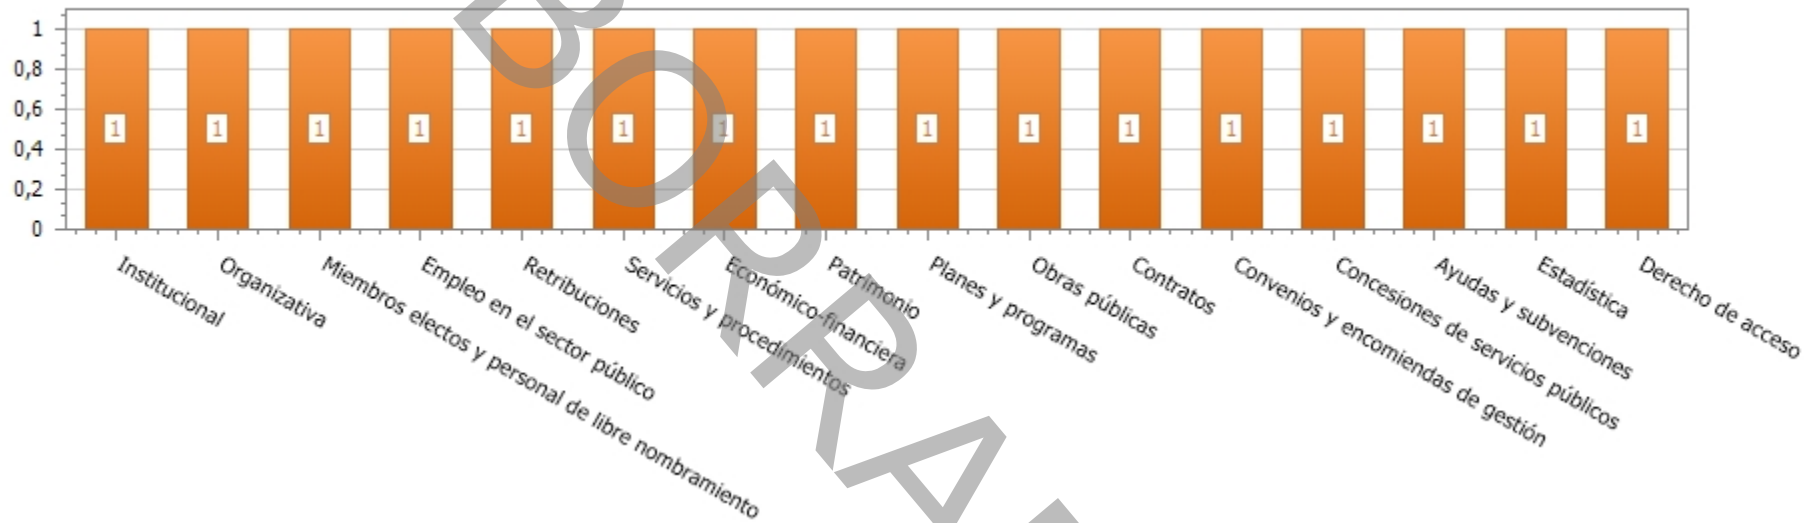 1
0,8
0,6
0,4
0,2
0
1 1 1 1 1 1 1 1 1 1 1 1 1 1 1 1
Institucional
Organizativa
Miembros electos y personal de libre nombramiento
Empleo en el sector público
Retribuciones
Servicios y procedimientos
Económico-financiera
Patrimonio
Planes y programas
Obras públicas
Contratos
Convenios y encomiendas de gestión
Concesiones de servicios públicos
Ayudas y subvenciones
Estadística
Derecho de acceso
BORRA